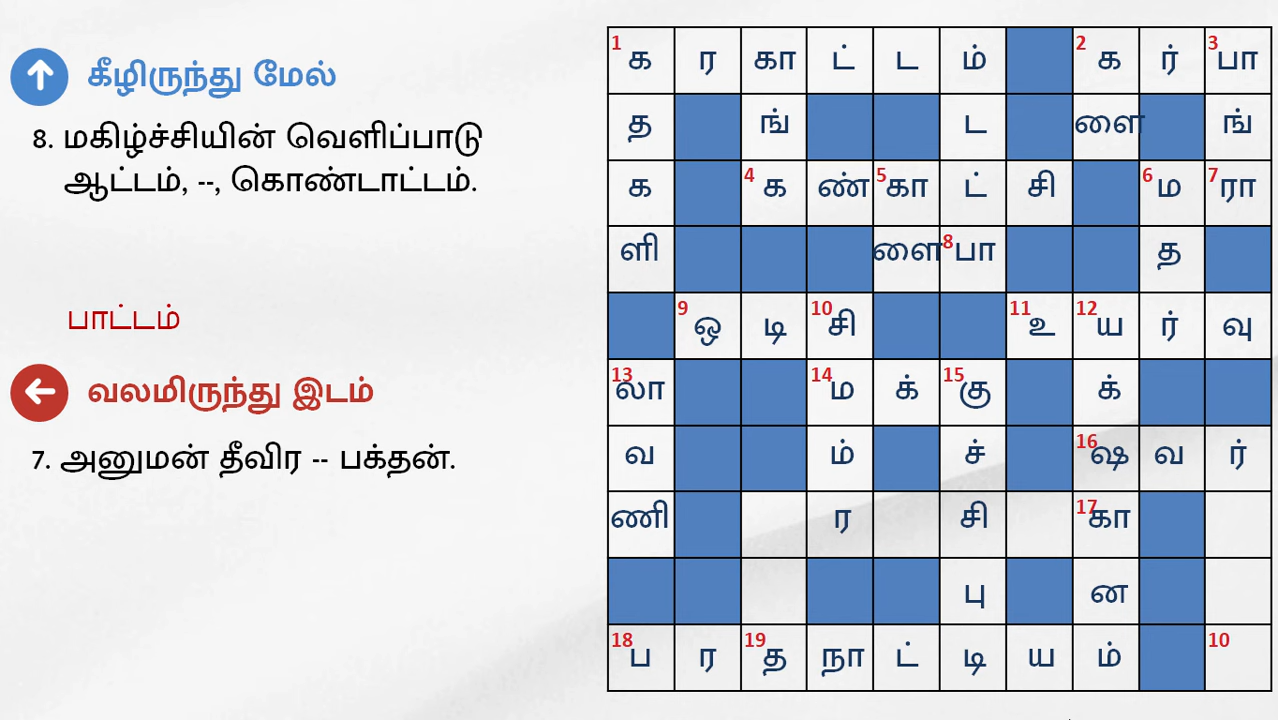 கீழிருந்து மேல்
8. மகிழ்ச்சியின் வெளிப்பாடு
ஆட்டம், --, கொண்டாட்டம்.
பாட்டம்
வலமிருந்து இடம்
7. அனுமன் தீவிர -- பக்தன்.
1 க ர கா ட் ட ம் 2 க ர் 3 பா
த ங் ட ளை ங்
க 4 க ண் 5 கா ட் சி 6 ம 7 ரா
ளி ளை 8 பா த
9 ஒ டி 10 சி 11 உ 12 ய ர் வு
13 லா 14 ம க் 15 கு க்
வ ம் ச் 16 ஷ வ ர்
ணி ர சி 17 கா
பு ன
18 ப ர 19 த நா ட் டி ய ம் 10